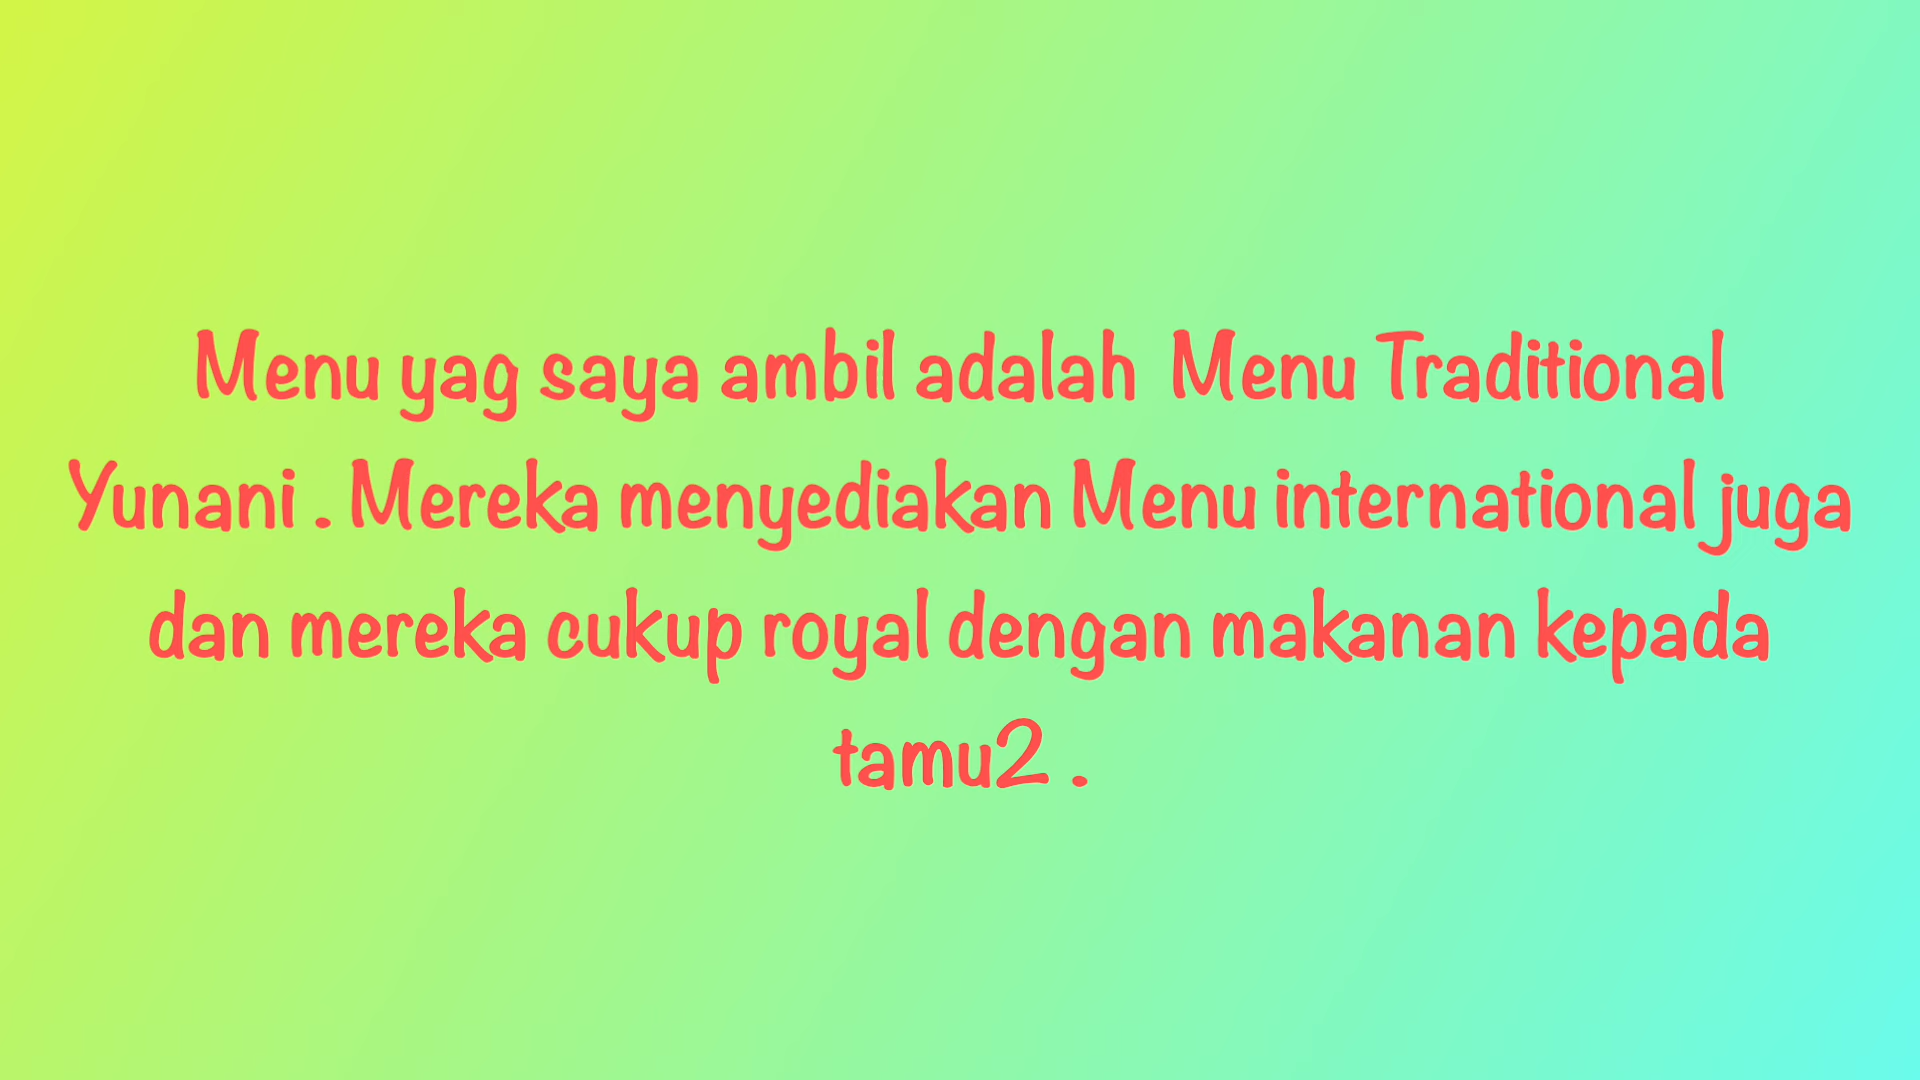 Menu yag saya ambil adalah  Menu Traditional
Yunani . Mereka menyediakan Menu international juga
dan mereka cukup royal dengan makanan kepada
tamu2 .